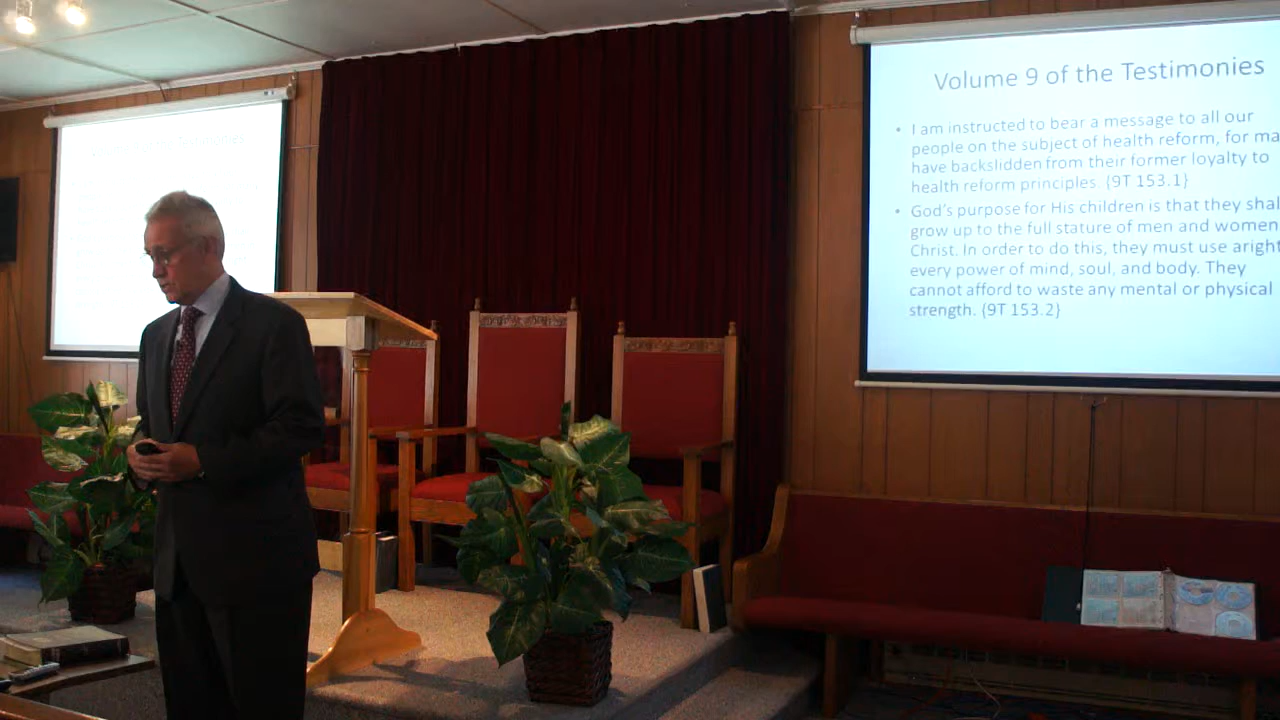 Volume 9 of the Testimonies
• I am instructed to bear a message to all our
people on the subject of health reform, for ma
have backslidden from their former loyalty to
health reform principles. {9T 153.1}
• God's purpose for His children is that they shal
grow up to the full stature of men and women
Christ. In order to do this, they must use aright
every power of mind, soul, and body. They
cannot afford to waste any mental or physical
strength. {9T 153.2}